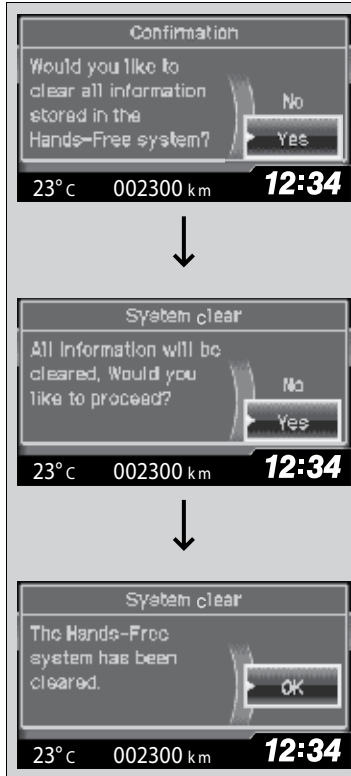 Confirmation
Would you like to
clear all information
stored in the
Hands-Free system?
No
Yes
23°c 002300 km 12:34
System clear
All information will be
cleared, Would you
like to proceed?
No
Yes
23°c 002300 km 12:34
System clear
The Hands-Free
system has been
cleared.
OK
23°c 002300 km 12:34